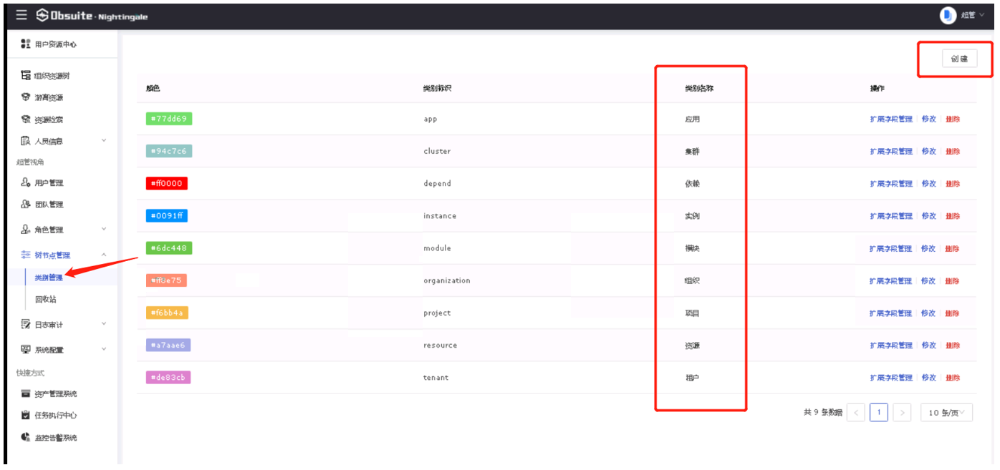 Obsuite · Nightingale
超管
用户资源中心
组织资源树
游离资源
资源检索
人员信息
超管视角
用户管理
团队管理
角色管理
树节点管理
类别管理
回收站
日志审计
系统配置
快捷方式
资产管理系统
任务执行中心
监控告警系统
创建
颜色 类别标识 类别名称 操作
#77dd69 app 应用 扩展字段管理 修改 删除
#94c7c6 cluster 集群 扩展字段管理 修改 删除
#ff0000 depend 依赖 扩展字段管理 修改 删除
#0091ff instance 实例 扩展字段管理 修改 删除
#6dc448 module 模块 扩展字段管理 修改 删除
#ff8e75 organization 组织 扩展字段管理 修改 删除
#f6bb4a project 项目 扩展字段管理 修改 删除
#a7aae6 resource 资源 扩展字段管理 修改 删除
#de83cb tenant 租户 扩展字段管理 修改 删除
共 9 条数据 < 1 > 10 条/页